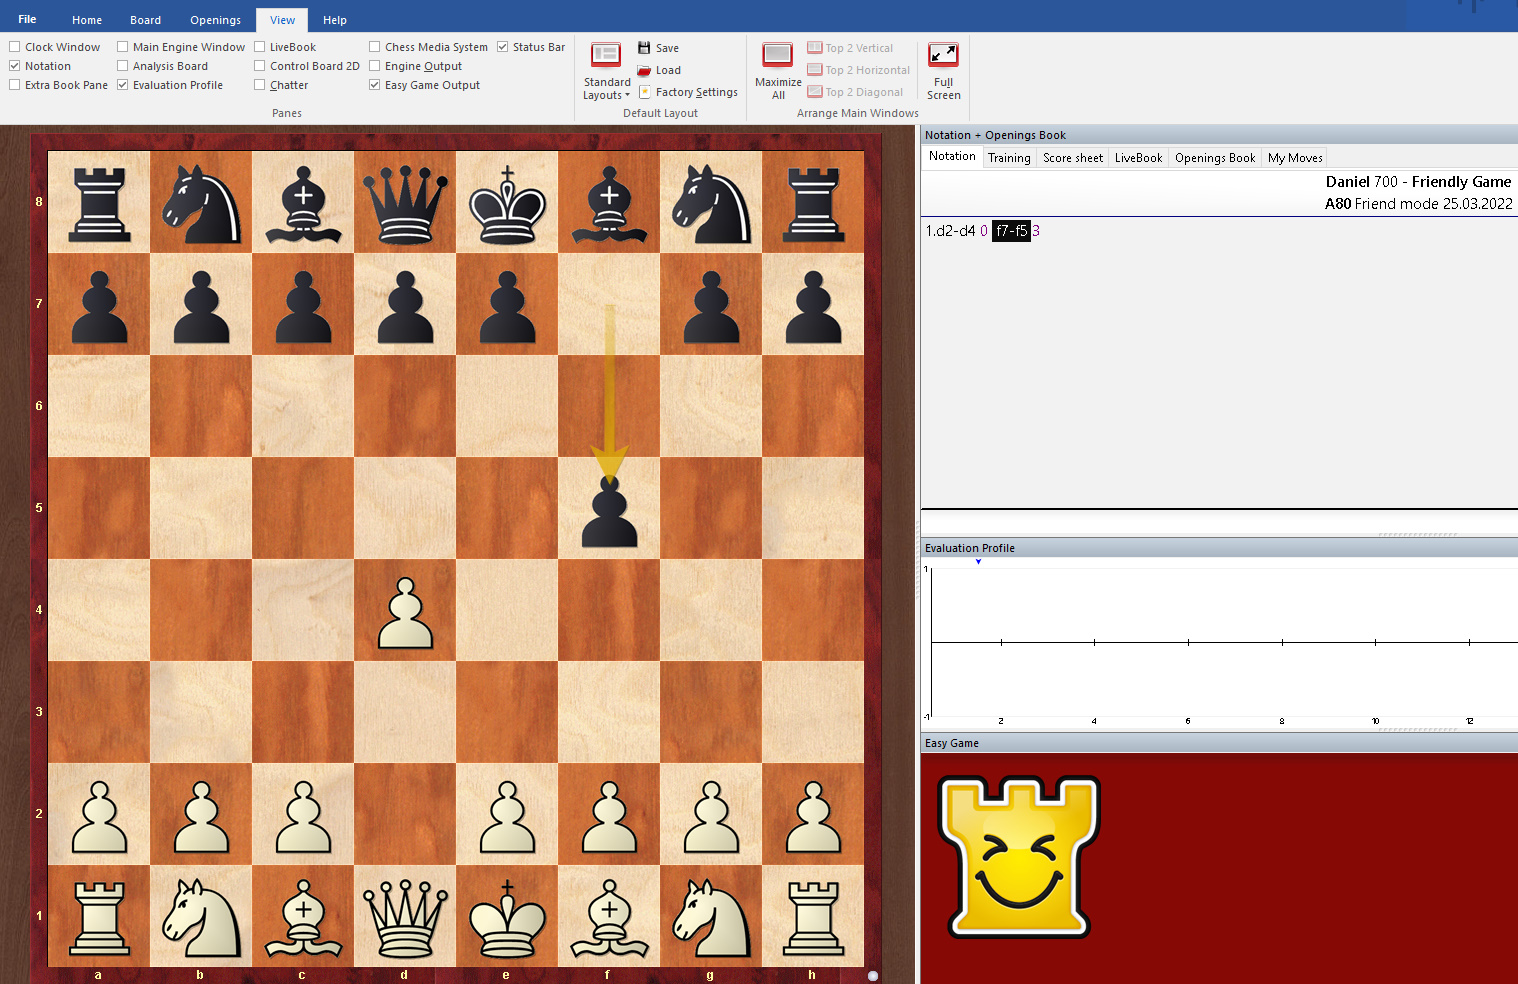 File Home Board Openings View Help
Clock Window Main Engine Window LiveBook Chess Media System Status Bar
Notation Analysis Board Control Board 2D Engine Output
Extra Book Pane Evaluation Profile Chatter Easy Game Output
Panes
Standard Layouts
Save
Load
Factory Settings
Default Layout
Maximize All
Top 2 Vertical
Top 2 Horizontal
Top 2 Diagonal
Arrange Main Windows
Full Screen
8
7
6
5
4
3
2
1
a b c d e f g h
Notation + Openings Book
Notation Training Score sheet LiveBook Openings Book My Moves
Daniel 700 - Friendly Game
A80 Friend mode 25.03.2022
1.d2-d4 0 f7-f5 3
Evaluation Profile
1
-1
2 4 6 8 10 12
Easy Game